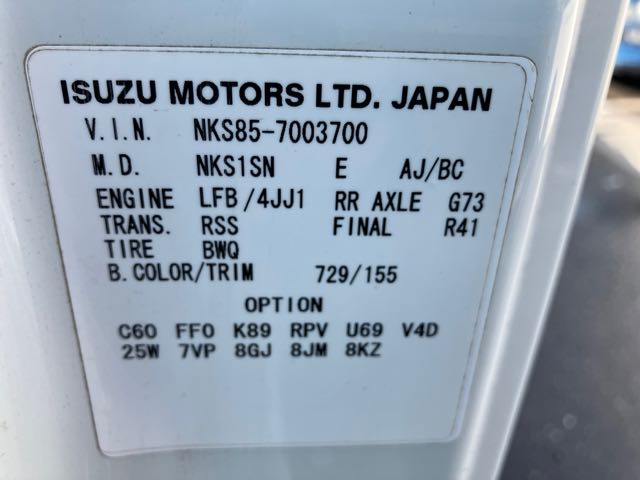 ISUZU MOTORS LTD. JAPAN
V.I.N. NKS85-7003700
M.D. NKS1SN E AJ/BC
ENGINE LFB/4JJ1 RR AXLE G73
TRANS. RSS FINAL R41
TIRE BWQ
B.COLOR/TRIM 729/155
OPTION
C60 FF0 K89 RPV U69 V4D
25W 7VP 8GJ 8JM 8KZ